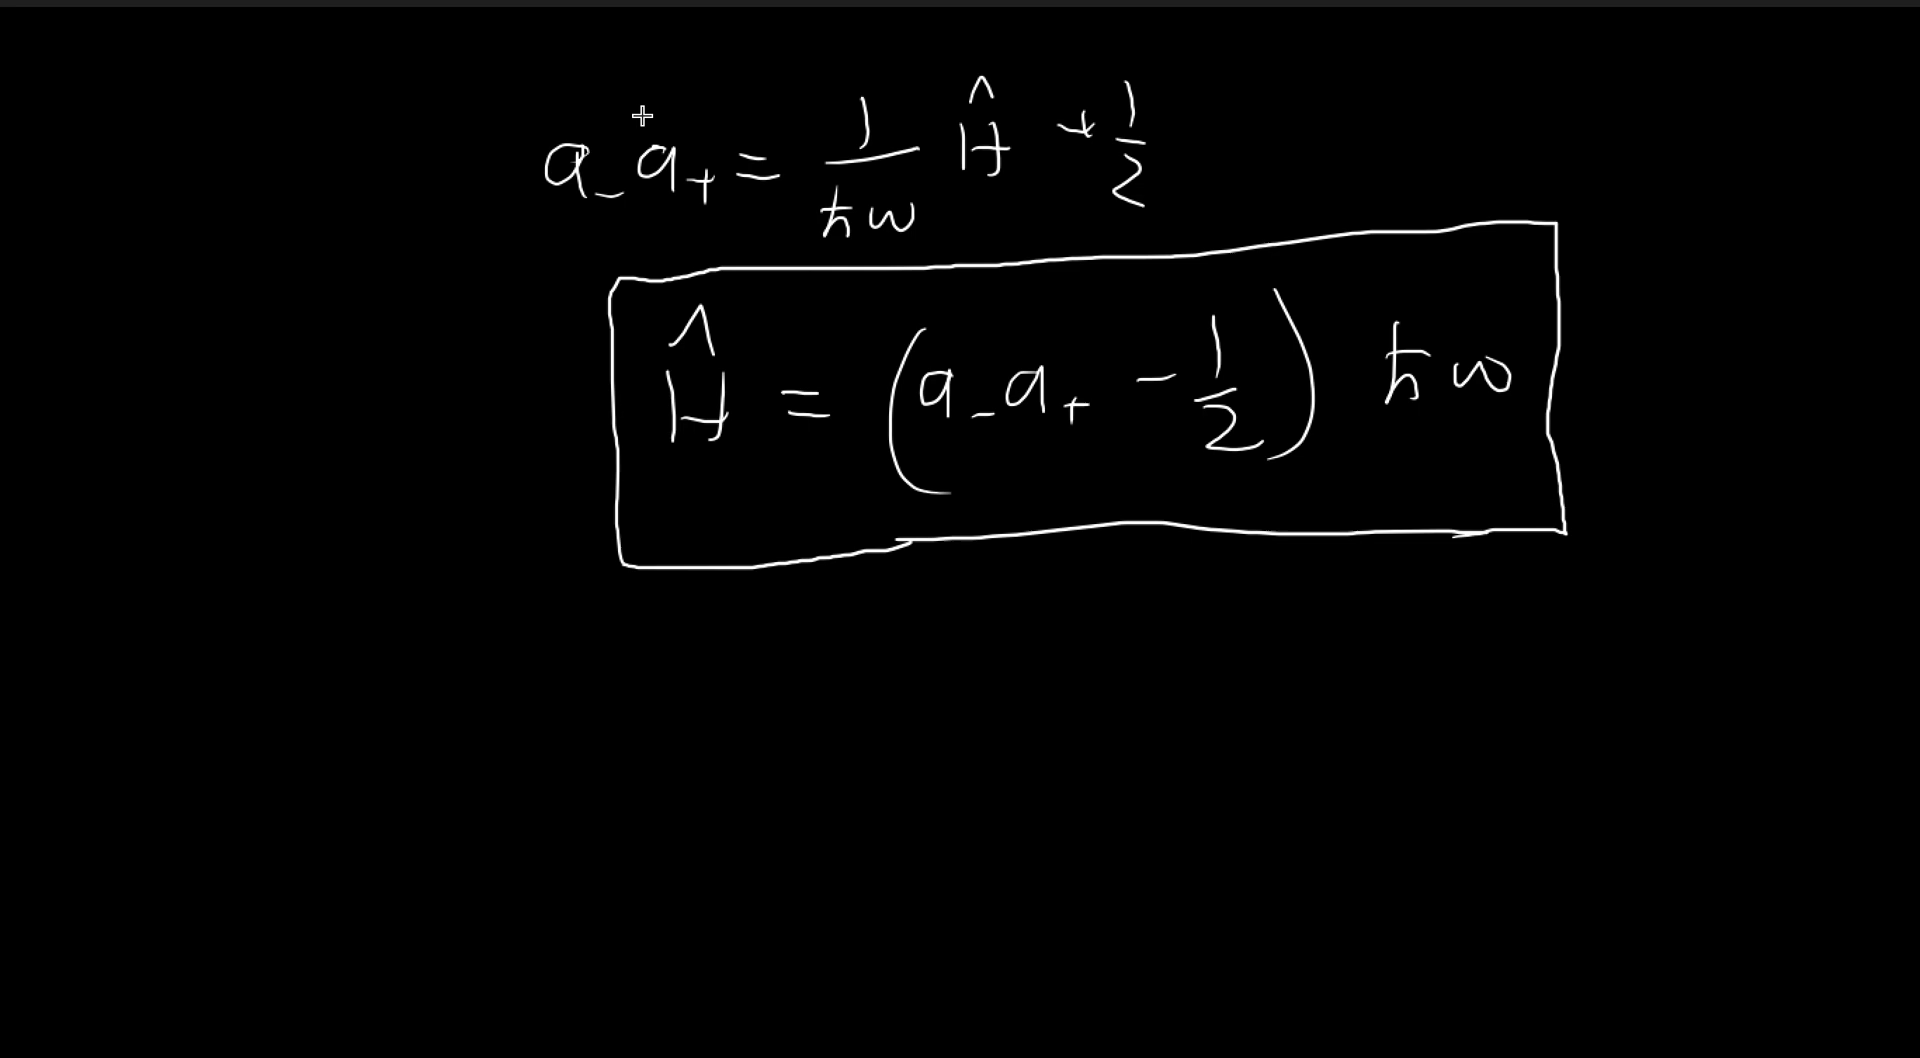 a₋a₊ = 1/ħω Ĥ + 1/2
Ĥ = (a₋a₊ - 1/2) ħω